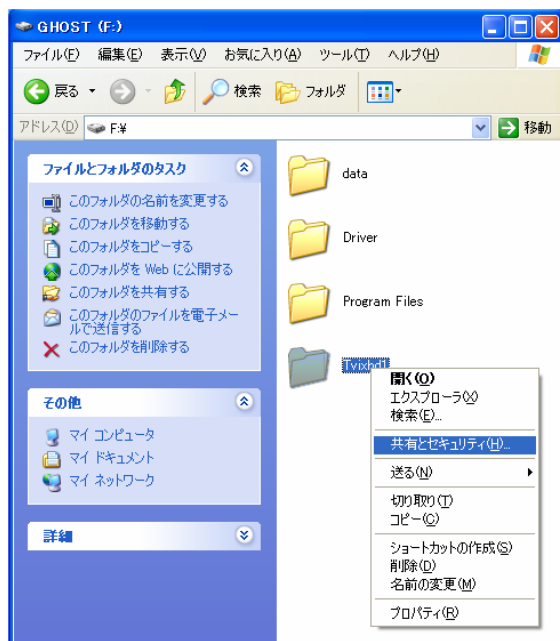 GHOST (F:)
ファイル(F) 編集(E) 表示(V) お気に入り(A) ツール(T) ヘルプ(H)
戻る 検索 フォルダ
アドレス(D) F:¥ 移動
ファイルとフォルダのタスク
このフォルダの名前を変更する
このフォルダを移動する
このフォルダをコピーする
このフォルダを Web に公開する
このフォルダを共有する
このフォルダのファイルを電子メー
ルで送信する
このフォルダを削除する
その他
マイ コンピュータ
マイ ドキュメント
マイ ネットワーク
詳細
data
Driver
Program Files
Tvixhd1
開く(O)
エクスプローラ(X)
検索(E)...
共有とセキュリティ(H)...
送る(N)
切り取り(T)
コピー(C)
ショートカットの作成(S)
削除(D)
名前の変更(M)
プロパティ(R)